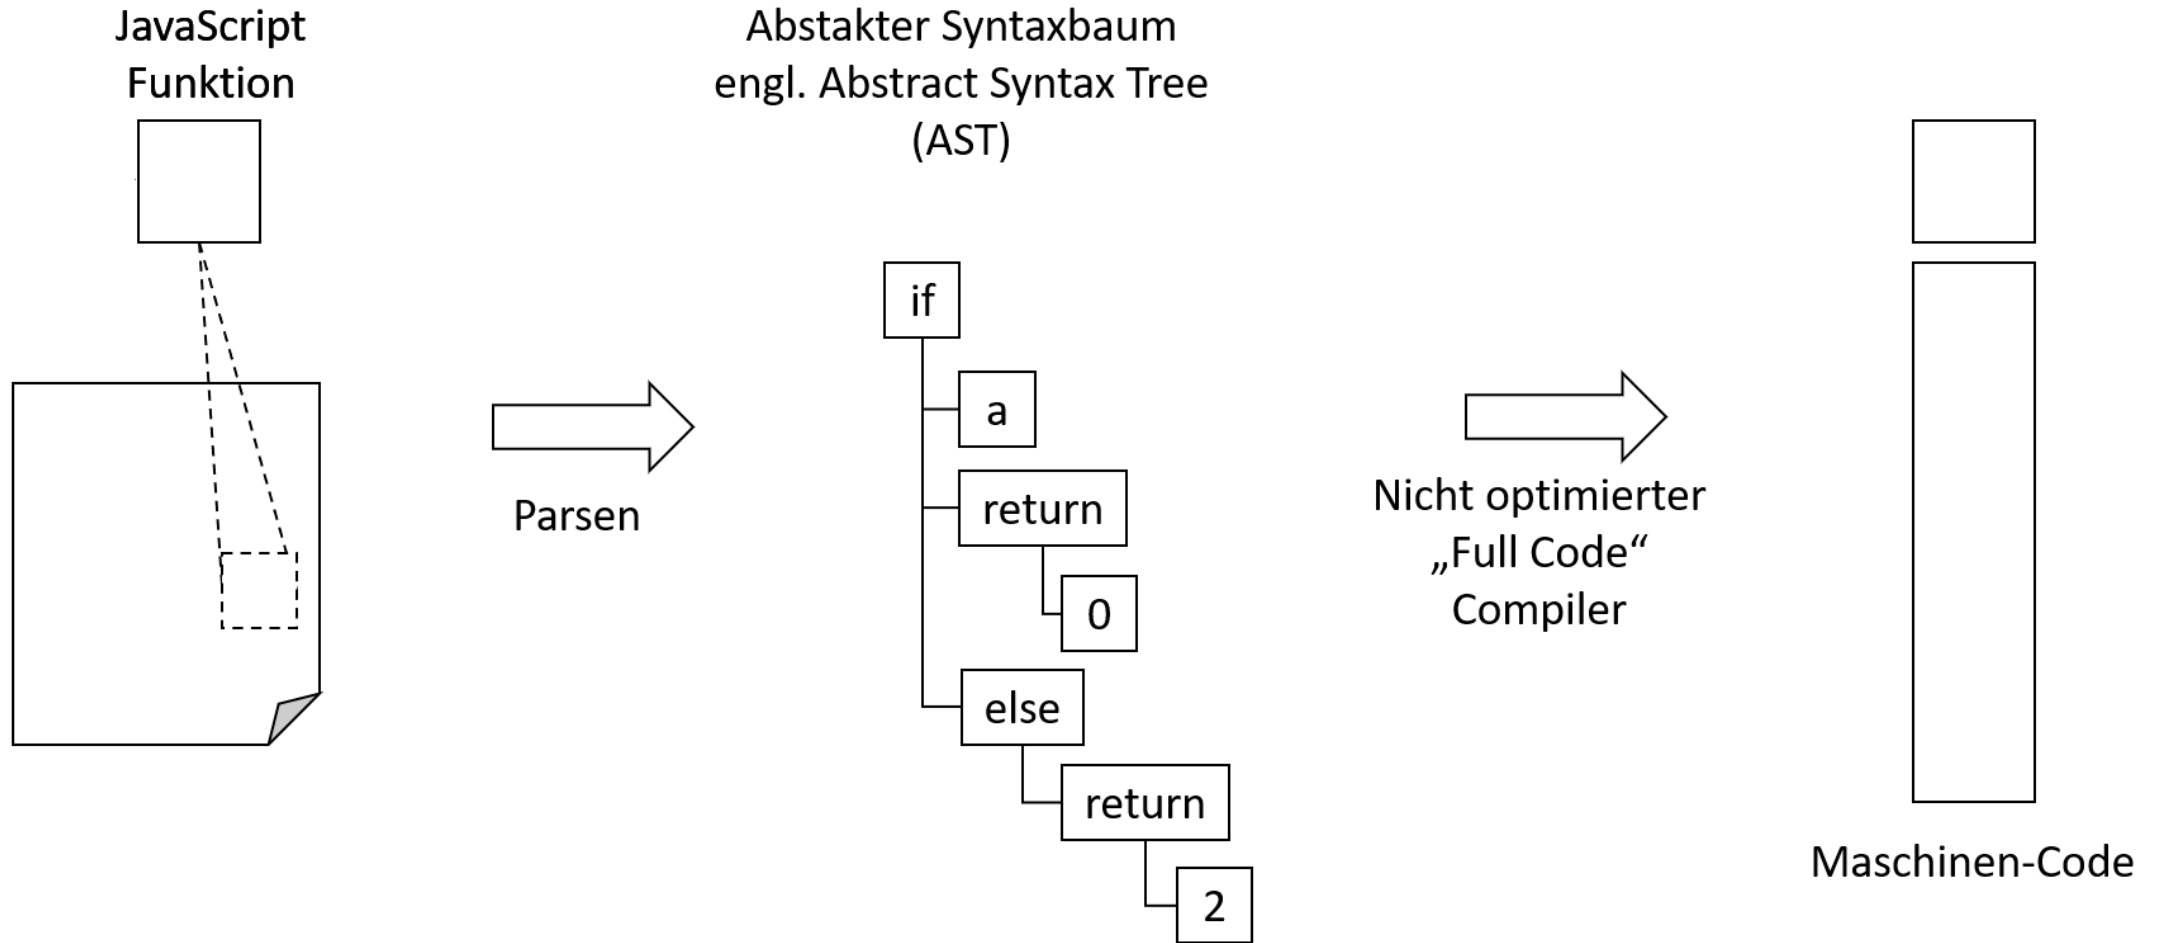 JavaScript
Funktion
Abstakter Syntaxbaum
engl. Abstract Syntax Tree
(AST)
if
a
return
0
else
return
2
Parsen
Nicht optimierter
„Full Code“
Compiler
Maschinen-Code